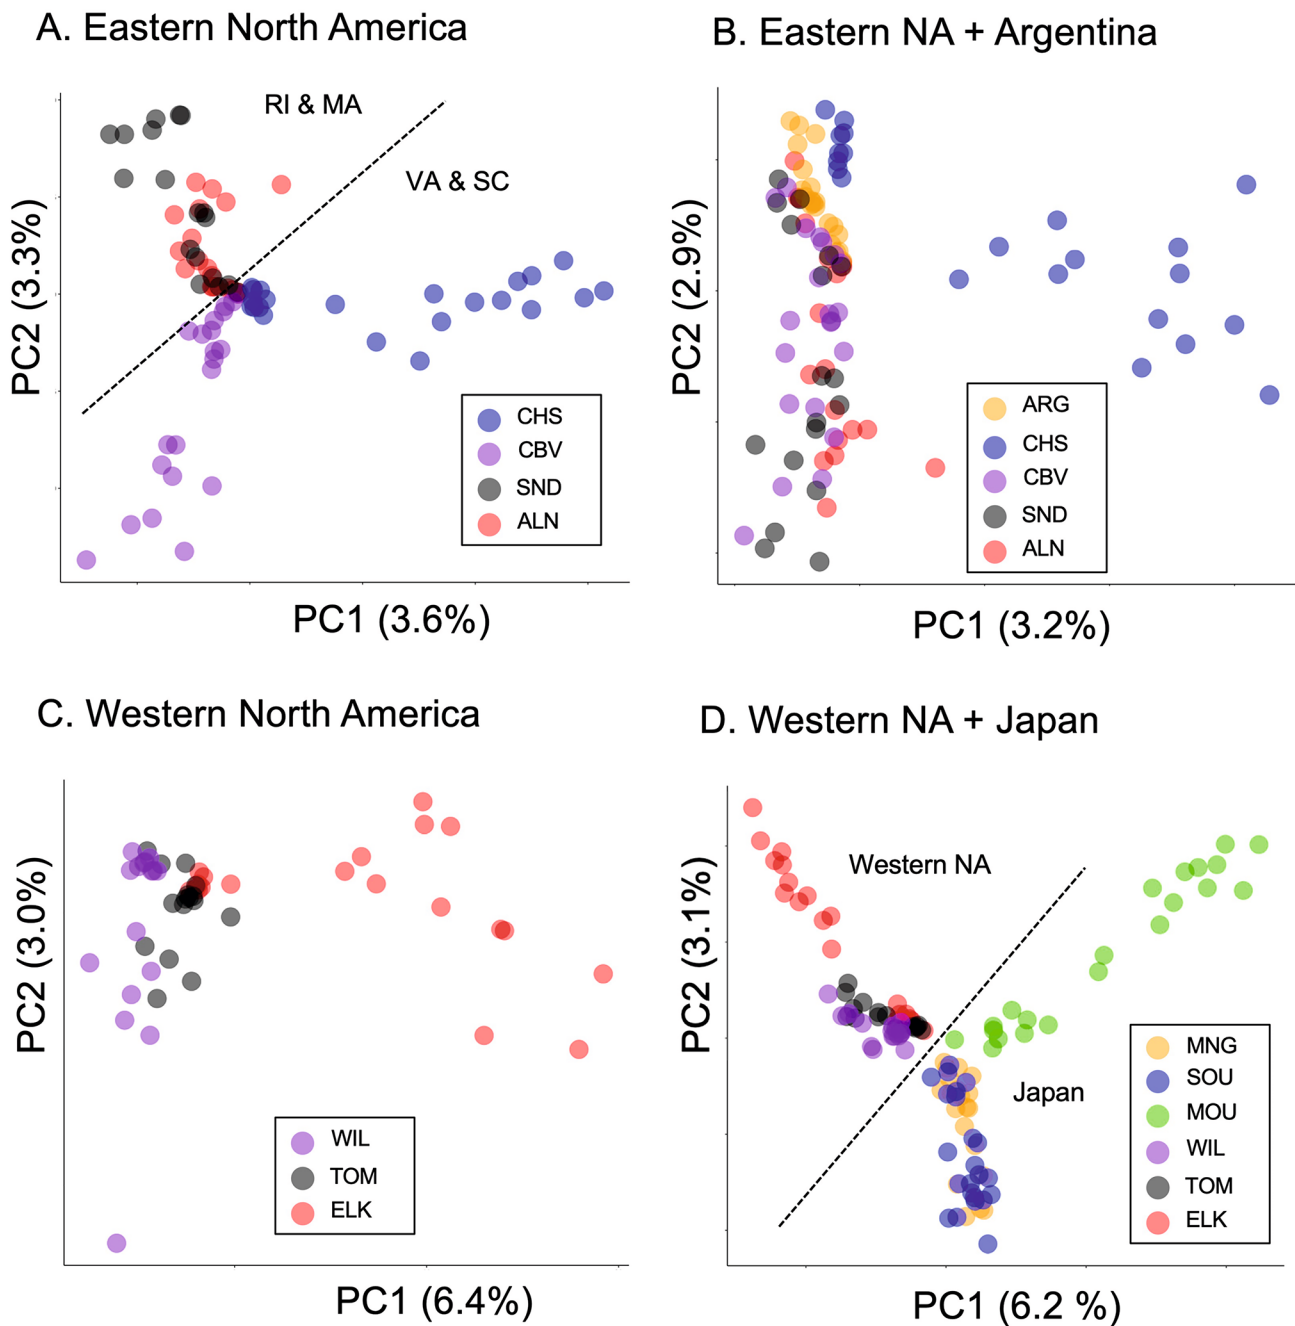 A. Eastern North America
RI & MA
VA & SC
PC2 (3.3%)
CHS
CBV
SND
ALN
PC1 (3.6%)
B. Eastern NA + Argentina
PC2 (2.9%)
ARG
CHS
CBV
SND
ALN
PC1 (3.2%)
C. Western North America
PC2 (3.0%)
WIL
TOM
ELK
PC1 (6.4%)
D. Western NA + Japan
Western NA
PC2 (3.1%)
Japan
MNG
SOU
MOU
WIL
TOM
ELK
PC1 (6.2 %)